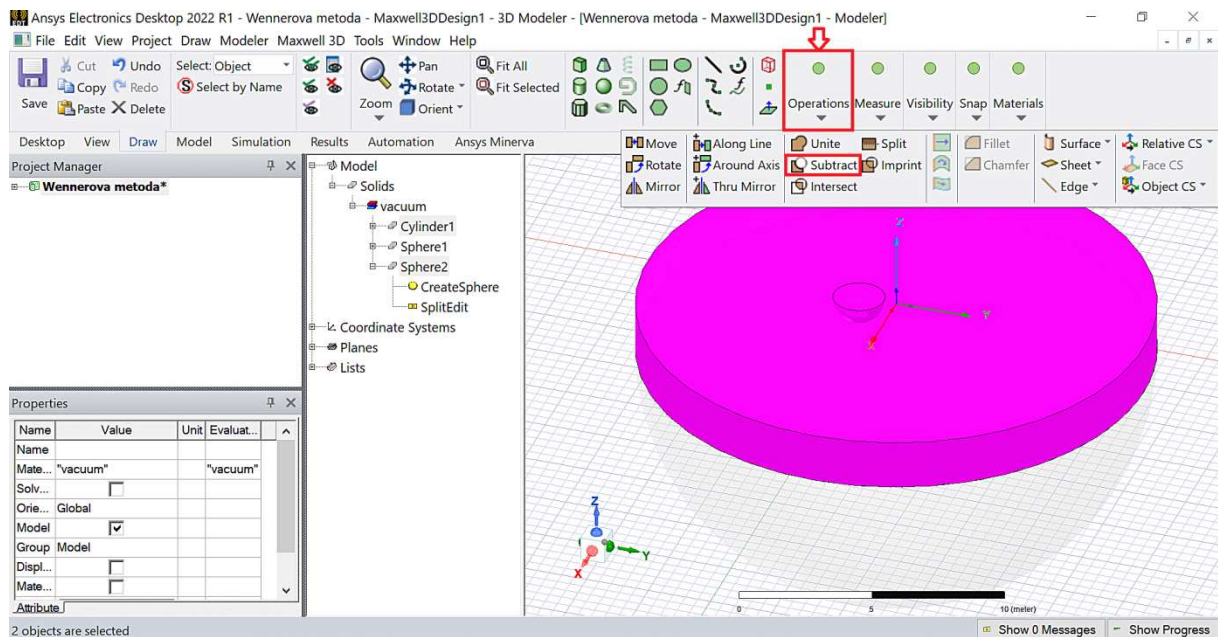 Ansys Electronics Desktop 2022 R1 - Wennerova metoda - Maxwell3DDesign1 - 3D Modeler - [Wennerova metoda - Maxwell3DDesign1 - Modeler]
File Edit View Project Draw Modeler Maxwell 3D Tools Window Help
Save
Cut Undo
Copy Redo
Paste Delete
Select: Object
Select by Name
Zoom
Pan
Rotate
Orient
Fit All
Fit Selected
Operations Measure Visibility Snap Materials
Desktop View Draw Model Simulation Results Automation Ansys Minerva
Move Along Line Unite Split Fillet Surface Relative CS
Rotate Around Axis Subtract Imprint Chamfer Sheet Face CS
Mirror Thru Mirror Intersect Edge Object CS
Project Manager
Wennerova metoda*
Model
Solids
vacuum
Cylinder1
Sphere1
Sphere2
CreateSphere
SplitEdit
Coordinate Systems
Planes
Lists
Properties
Name Value Unit Evaluat...
Name
Mate... "vacuum" "vacuum"
Solv...
Orie... Global
Model
Group Model
Displ...
Mate...
Attribute
Z
Y
X
Z
Y
X
0 5 10 (meter)
2 objects are selected
Show 0 Messages Show Progress